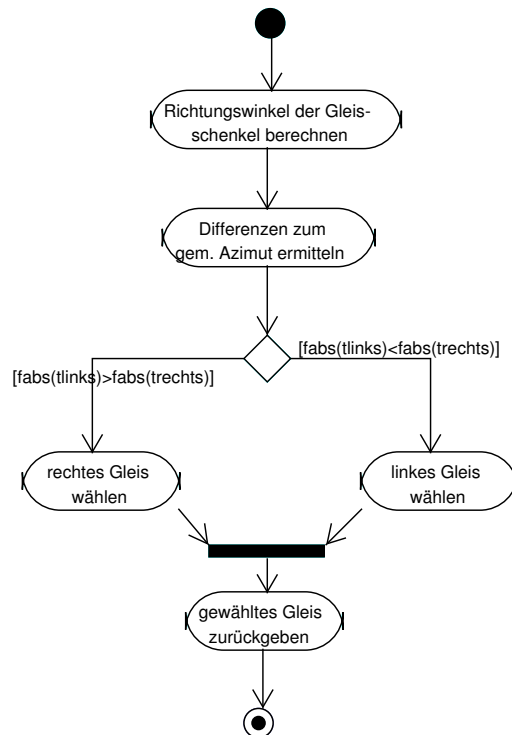 Richtungswinkel der Gleis-
schenkel berechnen
Differenzen zum
gem. Azimut ermitteln
[fabs(tlinks)<fabs(trechts)]
[fabs(tlinks)>fabs(trechts)]
rechtes Gleis
wählen
linkes Gleis
wählen
gewähltes Gleis
zurückgeben